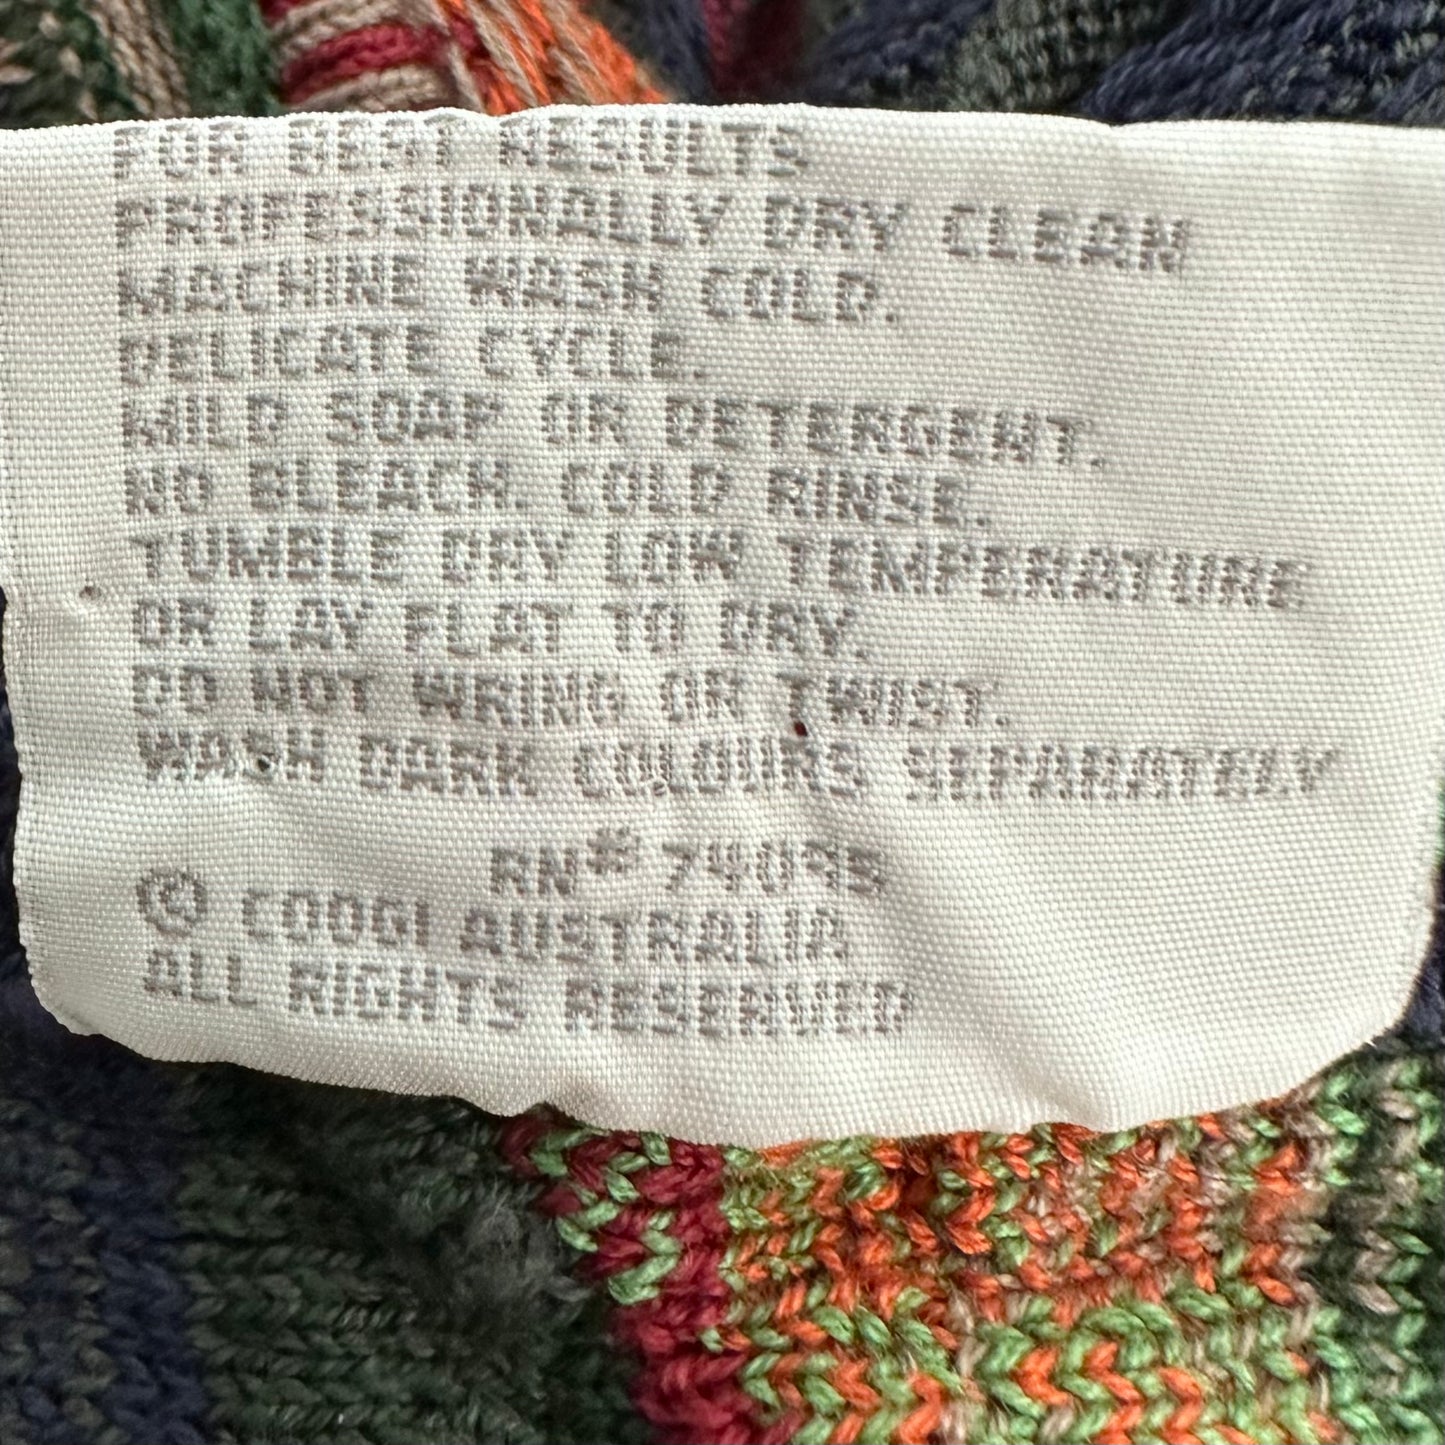 FOR BEST RESULTS
PROFESSIONALLY DRY CLEAN
MACHINE WASH COLD.
DELICATE CYCLE.
MILD SOAP OR DETERGENT.
NO BLEACH. COLD RINSE.
TUMBLE DRY LOW TEMPERATURE
OR LAY FLAT TO DRY.
DO NOT WRING OR TWIST.
WASH DARK COLOURS SEPARATELY
RN# 74095
© COOGI AUSTRALIA
ALL RIGHTS RESERVED